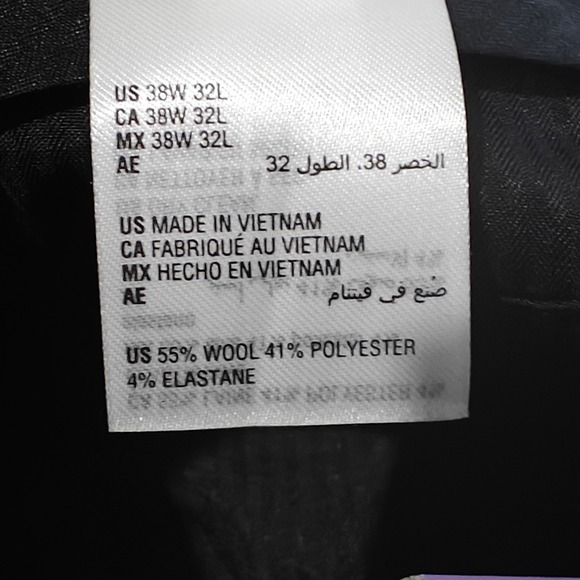 US 38W 32L
CA 38W 32L
MX 38W 32L
AE الخصر 38. الطول 32
US MADE IN VIETNAM
CA FABRIQUÉ AU VIETNAM
MX HECHO EN VIETNAM
AE صُنع في فيتنام
US 55% WOOL 41% POLYESTER
4% ELASTANE